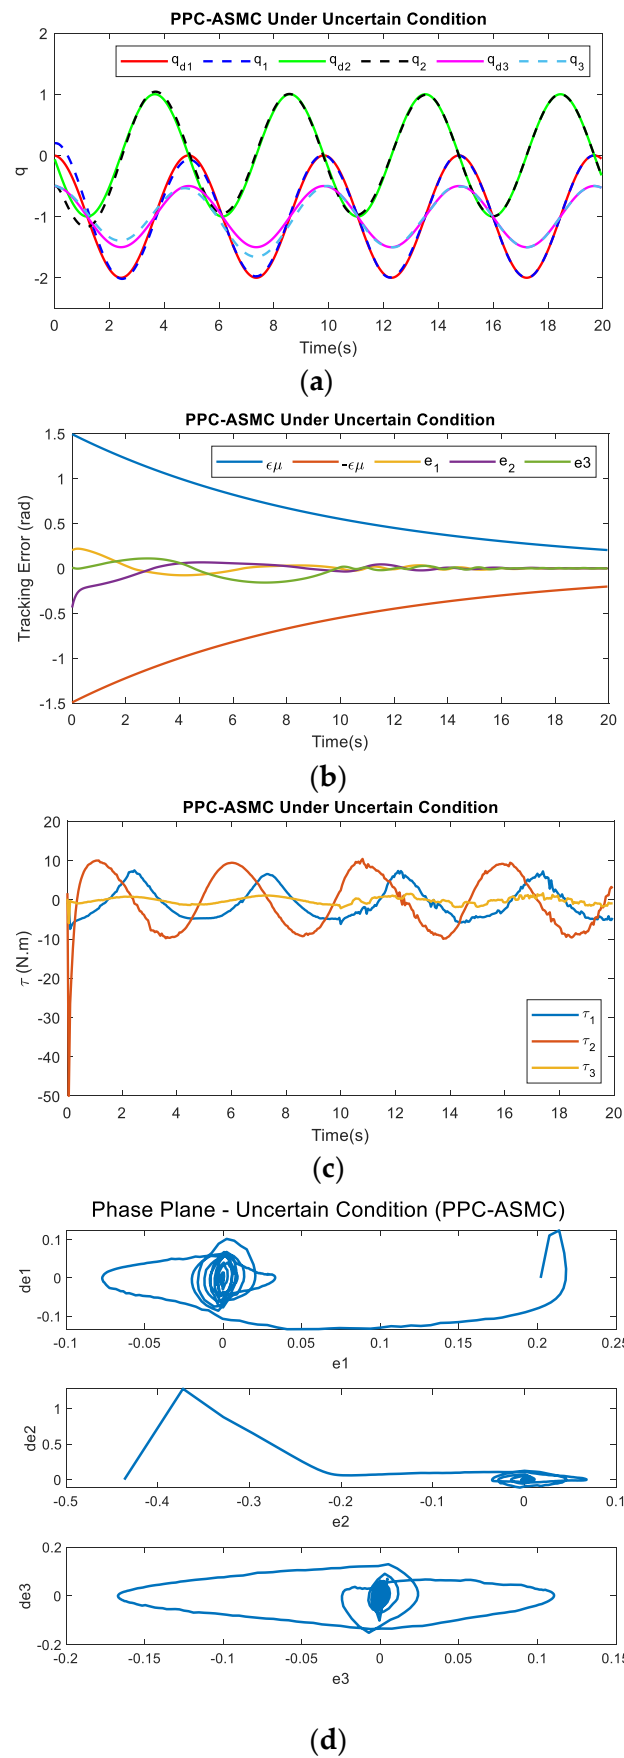 PPC-ASMC Under Uncertain Condition
2
1
0
-1
-2
q
q_d1 q_1 q_d2 q_2 q_d3 q_3
0 2 4 6 8 10 12 14 16 18 20
Time(s)
(a)
PPC-ASMC Under Uncertain Condition
1.5
1
0.5
0
-0.5
-1
-1.5
Tracking Error (rad)
ϵμ -ϵμ e_1 e_2 e3
0 2 4 6 8 10 12 14 16 18 20
Time(s)
(b)
PPC-ASMC Under Uncertain Condition
20
10
0
-10
-20
-30
-40
-50
τ (N.m)
τ_1
τ_2
τ_3
0 2 4 6 8 10 12 14 16 18 20
Time(s)
(c)
Phase Plane - Uncertain Condition (PPC-ASMC)
0.1
0
-0.1
de1
-0.1 -0.05 0 0.05 0.1 0.15 0.2 0.25
e1
1
0.5
0
de2
-0.5 -0.4 -0.3 -0.2 -0.1 0 0.1
e2
0.2
0
-0.2
de3
-0.2 -0.15 -0.1 -0.05 0 0.05 0.1 0.15
e3
(d)